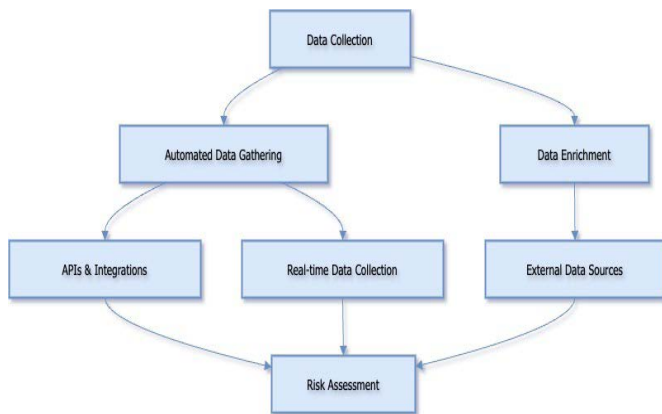 Data Collection
Automated Data Gathering
Data Enrichment
APIs & Integrations
Real-time Data Collection
External Data Sources
Risk Assessment